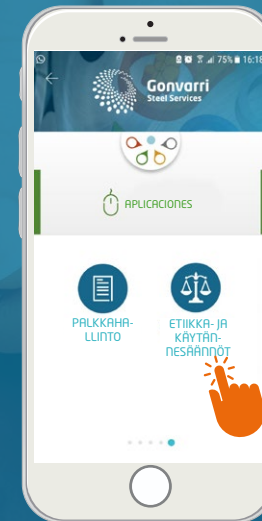 75% 16:18
Gonvarri
Steel Services
APLICACIONES
PALKKAHA-
LLINTO
ETIIKKA- JA
KÄYTÄN-
NESÄÄNNÖT